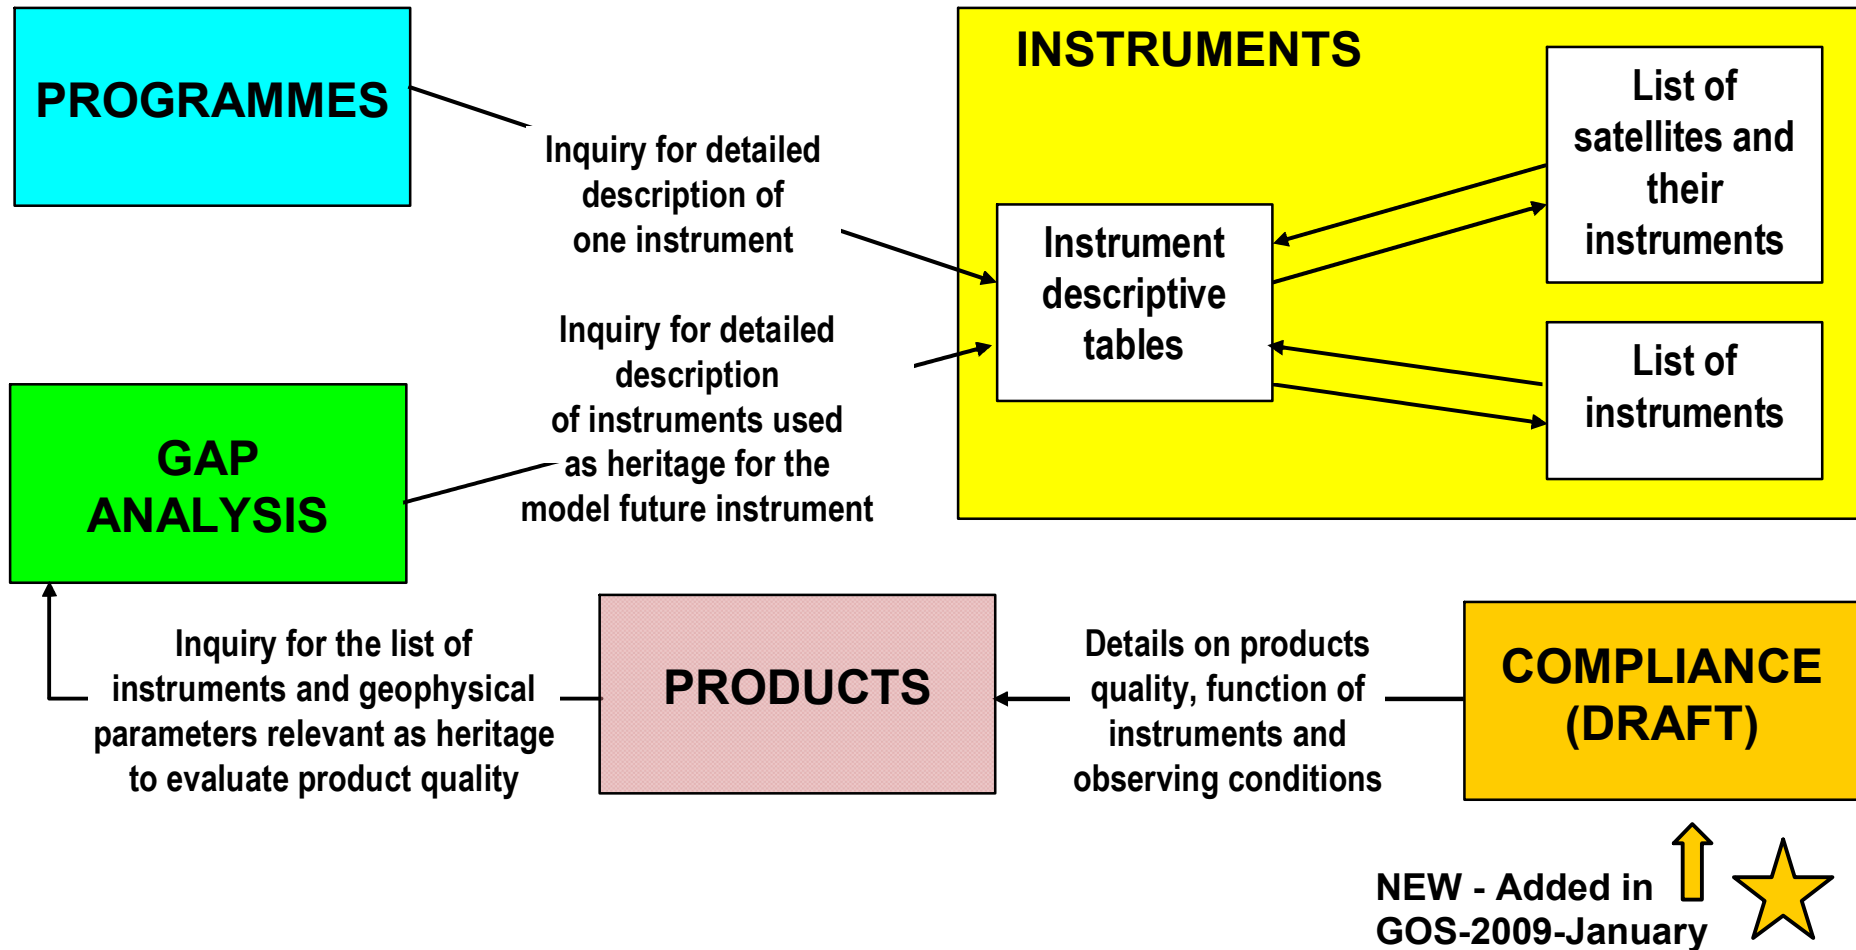 PROGRAMMES
Inquiry for detailed
description of
one instrument
INSTRUMENTS
List of
satellites and
their
instruments
Instrument
descriptive
tables
List of
instruments
Inquiry for detailed
description
of instruments used
as heritage for the
model future instrument
GAP
ANALYSIS
Inquiry for the list of
instruments and geophysical
parameters relevant as heritage
to evaluate product quality
PRODUCTS
Details on products
quality, function of
instruments and
observing conditions
COMPLIANCE
(DRAFT)
NEW - Added in
GOS-2009-January